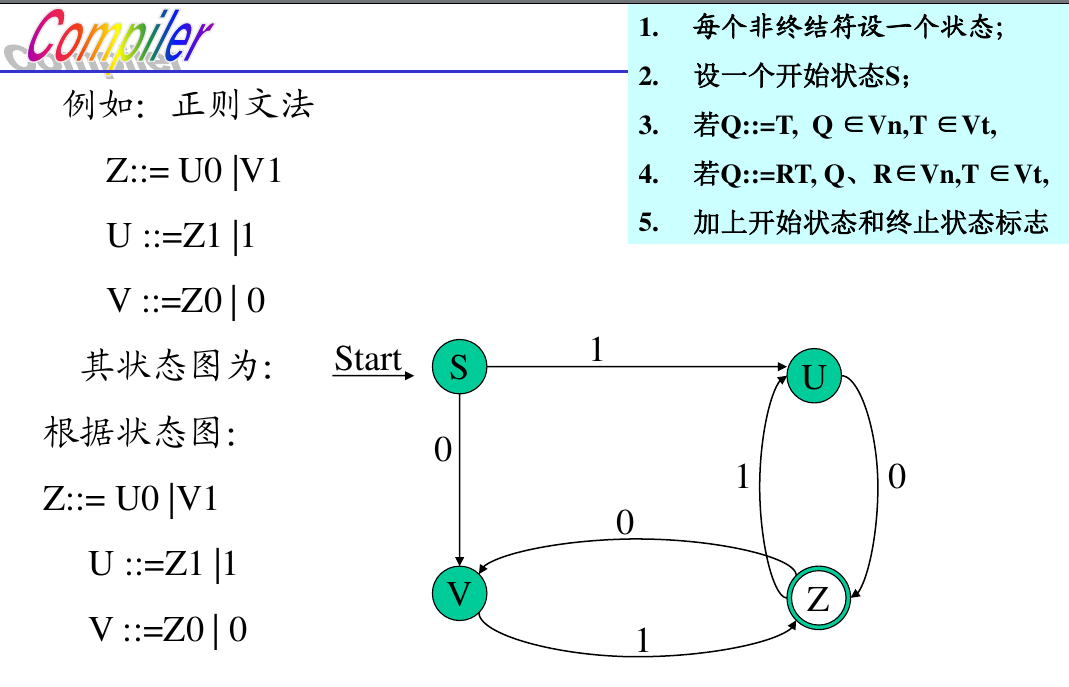 Compiler
1. 每个非终结符设一个状态;
2. 设一个开始状态S;
3. 若Q::=T, Q ∈Vn,T ∈Vt,
4. 若Q::=RT, Q、R∈Vn,T ∈Vt,
5. 加上开始状态和终止状态标志
例如: 正则文法
Z::= U0 |V1
U ::=Z1 |1
V ::=Z0 | 0
其状态图为:
Start
S
1
U
0
1
0
0
V
Z
1
根据状态图:
Z::= U0 |V1
U ::=Z1 |1
V ::=Z0 | 0